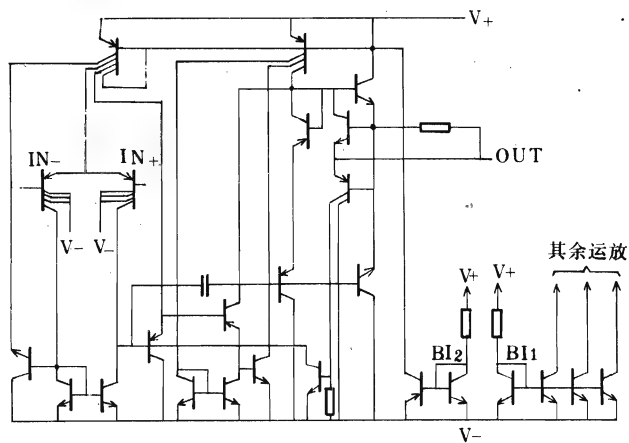 V+
IN-
IN+
OUT
V-
V-
其余运放
V+
V+
BI2
BI1
V-